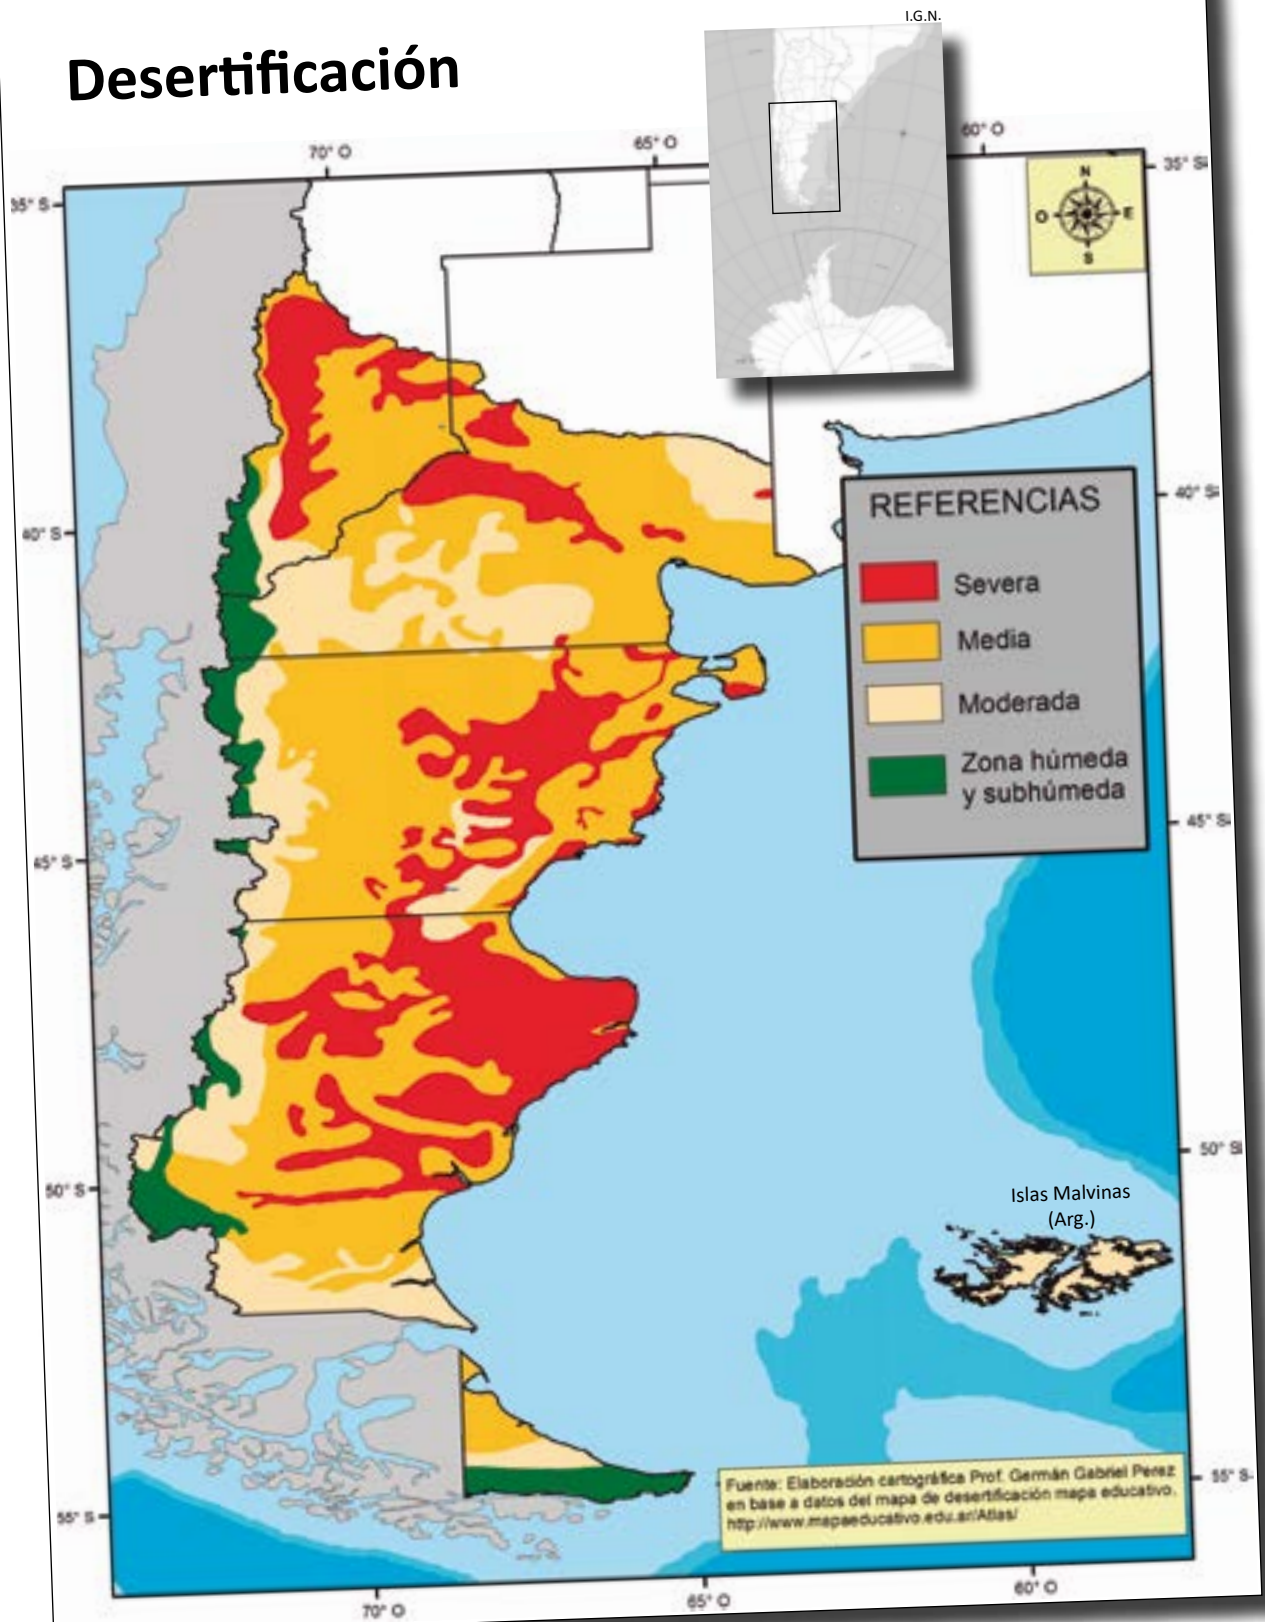 I.G.N.
Desertificación
70° O
65° O
60° O
35° S
35° S
N
O
E
S
40° S
40° S
REFERENCIAS
Severa
Media
Moderada
Zona húmeda
y subhúmeda
45° S
45° S
50° S
50° S
Islas Malvinas
(Arg.)
Fuente: Elaboración cartográfica Prof. Germán Gabriel Perez
en base a datos del mapa de desertificación mapa educativo.
http://www.mapaeducativo.edu.ar/Atlas/
55° S
55° S
70° O
65° O
60° O